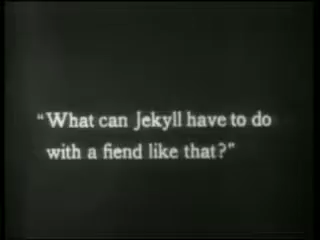 “What can Jekyll have to do
with a fiend like that?”